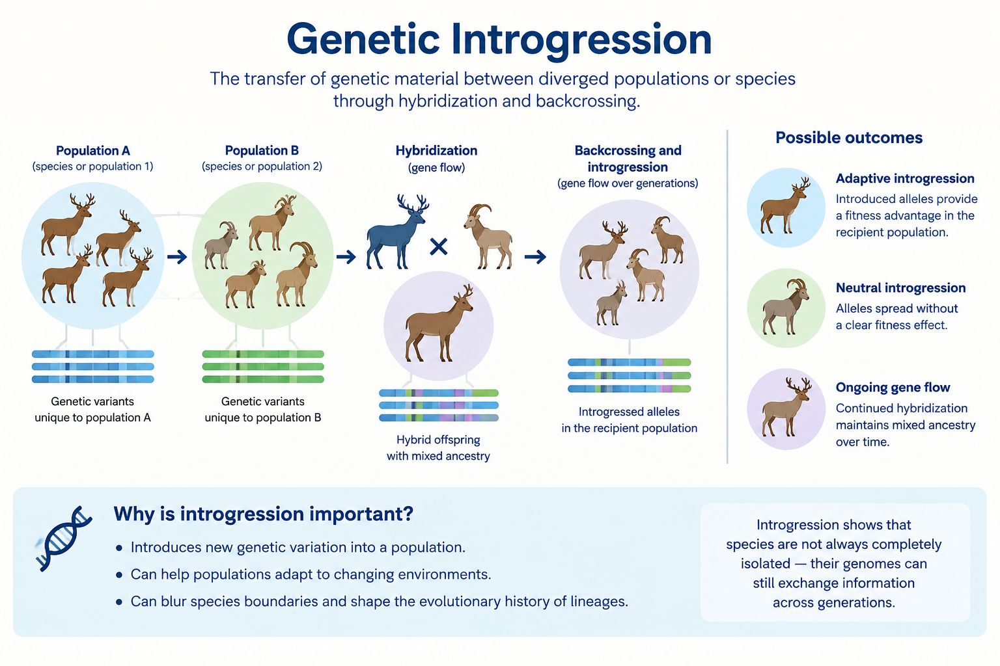 Genetic Introgression
The transfer of genetic material between diverged populations or species
through hybridization and backcrossing.
Population A
(species or population 1)
Genetic variants
unique to population A
Population B
(species or population 2)
Genetic variants
unique to population B
Hybridization
(gene flow)
×
Hybrid offspring
with mixed ancestry
Backcrossing and
introgression
(gene flow over generations)
Introgressed alleles
in the recipient population
Possible outcomes
Adaptive introgression
Introduced alleles provide
a fitness advantage in the
recipient population.
Neutral introgression
Alleles spread without
a clear fitness effect.
Ongoing gene flow
Continued hybridization
maintains mixed ancestry
over time.
Why is introgression important?
• Introduces new genetic variation into a population.
• Can help populations adapt to changing environments.
• Can blur species boundaries and shape the evolutionary history of lineages.
Introgression shows that
species are not always completely
isolated — their genomes can
still exchange information
across generations.